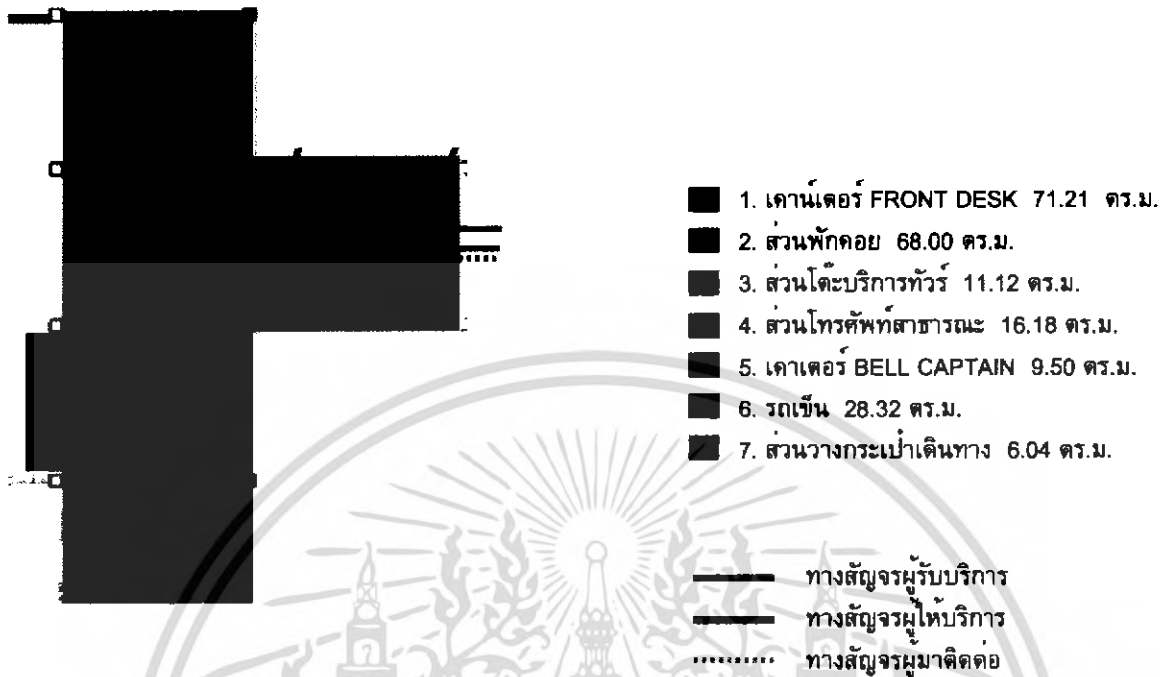 1. เคาน์เตอร์ FRONT DESK 71.21 ตร.ม.
2. ส่วนพักคอย 68.00 ตร.ม.
3. ส่วนโต๊ะบริการทัวร์ 11.12 ตร.ม.
4. ส่วนโทรศัพท์สาธารณะ 16.18 ตร.ม.
5. เคาเตอร์ BELL CAPTAIN 9.50 ตร.ม.
6. รถเข็น 28.32 ตร.ม.
7. ส่วนวางกระเป๋าเดินทาง 6.04 ตร.ม.
ทางสัญจรผู้รับบริการ
ทางสัญจรผู้ให้บริการ
ทางสัญจรผู้มาติดต่อ